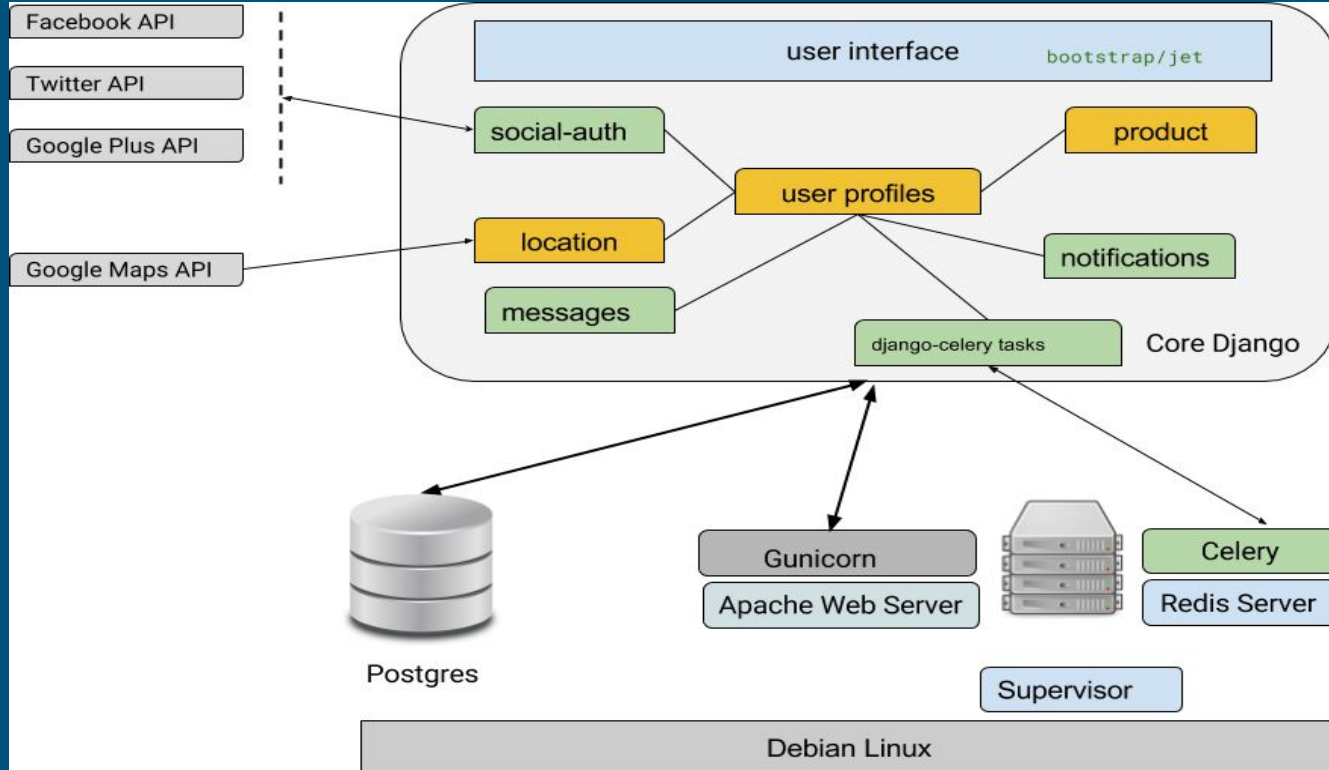 Facebook API
Twitter API
Google Plus API
Google Maps API
user interface bootstrap/jet
social-auth
product
user profiles
location
notifications
messages
django-celery tasks
Core Django
Gunicorn
Apache Web Server
Celery
Redis Server
Postgres
Supervisor
Debian Linux